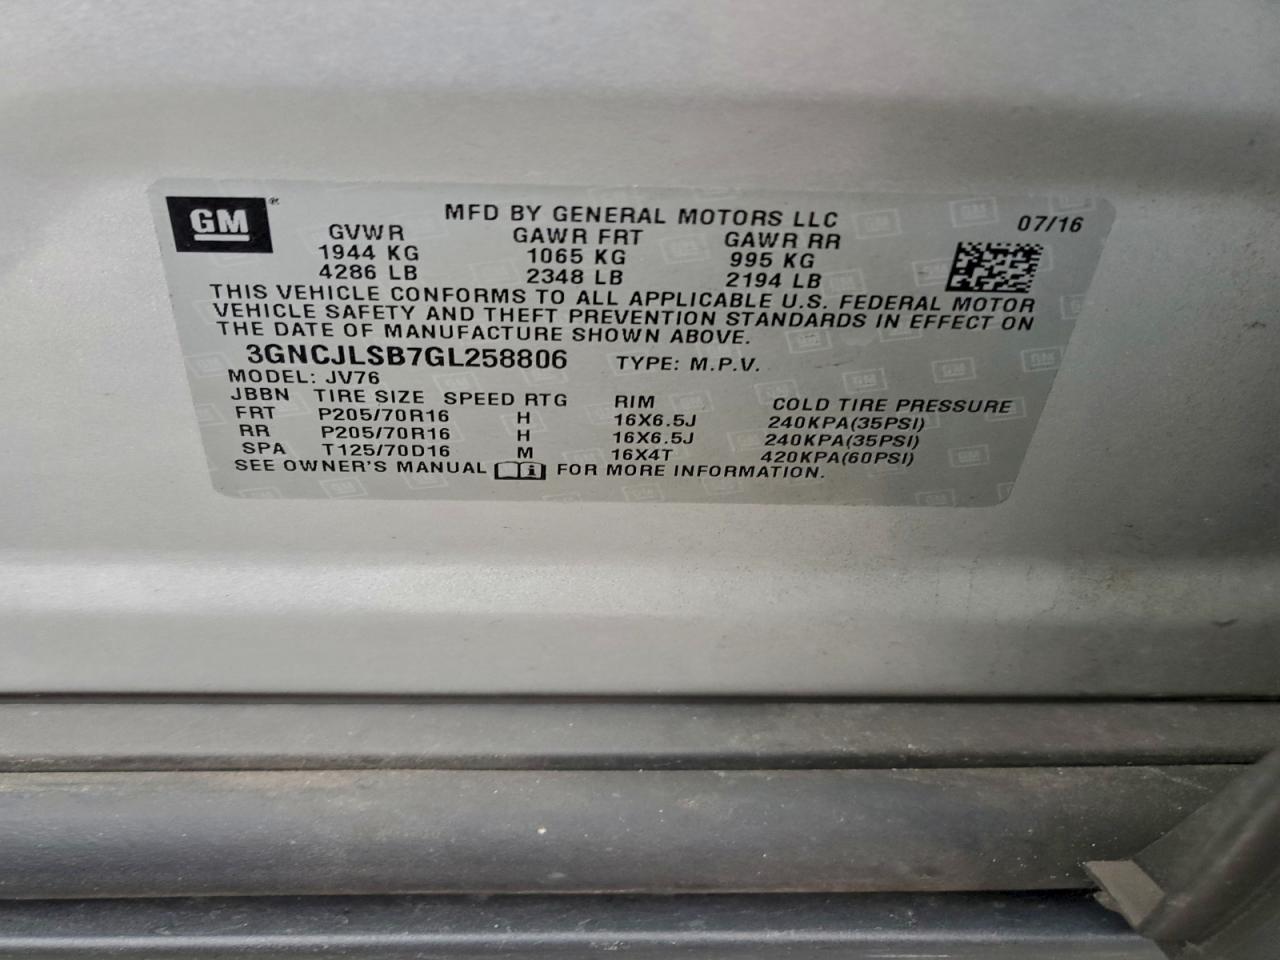 GM® MFD BY GENERAL MOTORS LLC 07/16
GVWR GAWR FRT GAWR RR
1944 KG 1065 KG 995 KG
4286 LB 2348 LB 2194 LB
THIS VEHICLE CONFORMS TO ALL APPLICABLE U.S. FEDERAL MOTOR
VEHICLE SAFETY AND THEFT PREVENTION STANDARDS IN EFFECT ON
THE DATE OF MANUFACTURE SHOWN ABOVE.
3GNCJLSB7GL258806 TYPE: M.P.V.
MODEL: JV76
JBBN TIRE SIZE SPEED RTG RIM COLD TIRE PRESSURE
FRT P205/70R16 H 16X6.5J 240KPA(35PSI)
RR P205/70R16 H 16X6.5J 240KPA(35PSI)
SPA T125/70D16 M 16X4T 420KPA(60PSI)
SEE OWNER'S MANUAL FOR MORE INFORMATION.